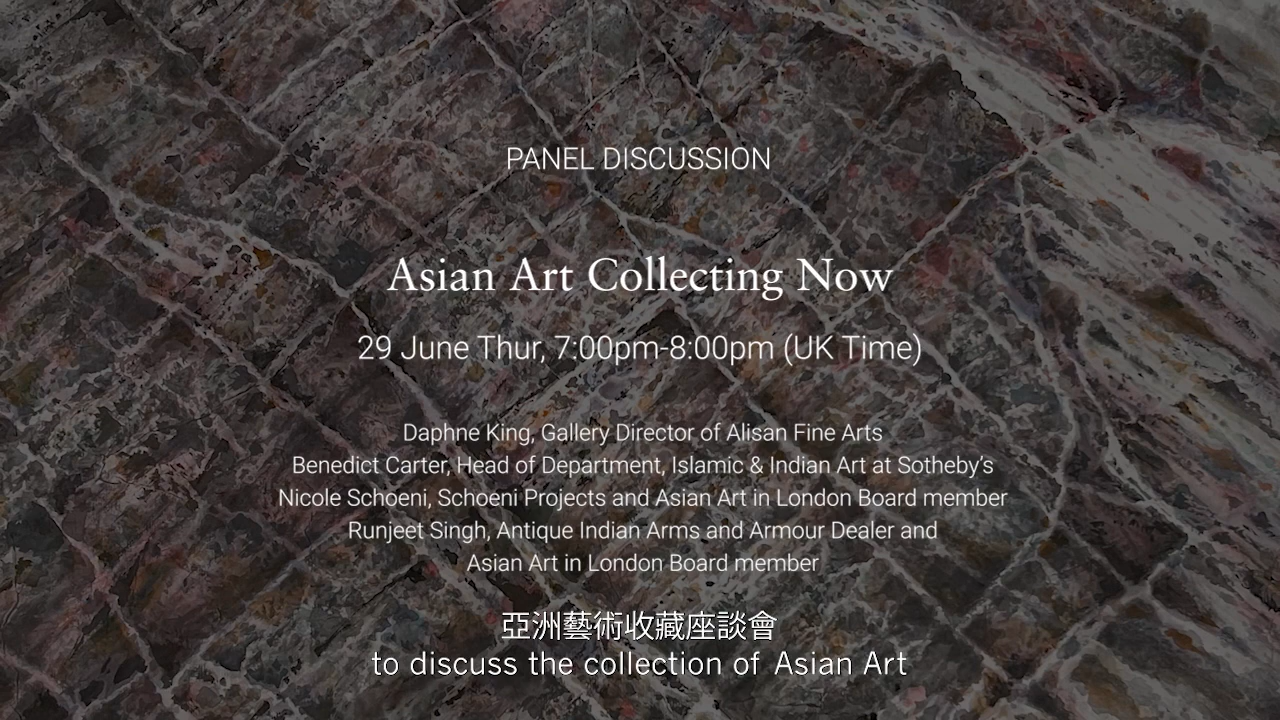 PANEL DISCUSSION
Asian Art Collecting Now
29 June Thur, 7:00pm-8:00pm (UK Time)
Daphne King, Gallery Director of Alisan Fine Arts
Benedict Carter, Head of Department, Islamic & Indian Art at Sotheby’s
Nicole Schoeni, Schoeni Projects and Asian Art in London Board member
Runjeet Singh, Antique Indian Arms and Armour Dealer and
Asian Art in London Board member
亞洲藝術收藏座談會
to discuss the collection of Asian Art